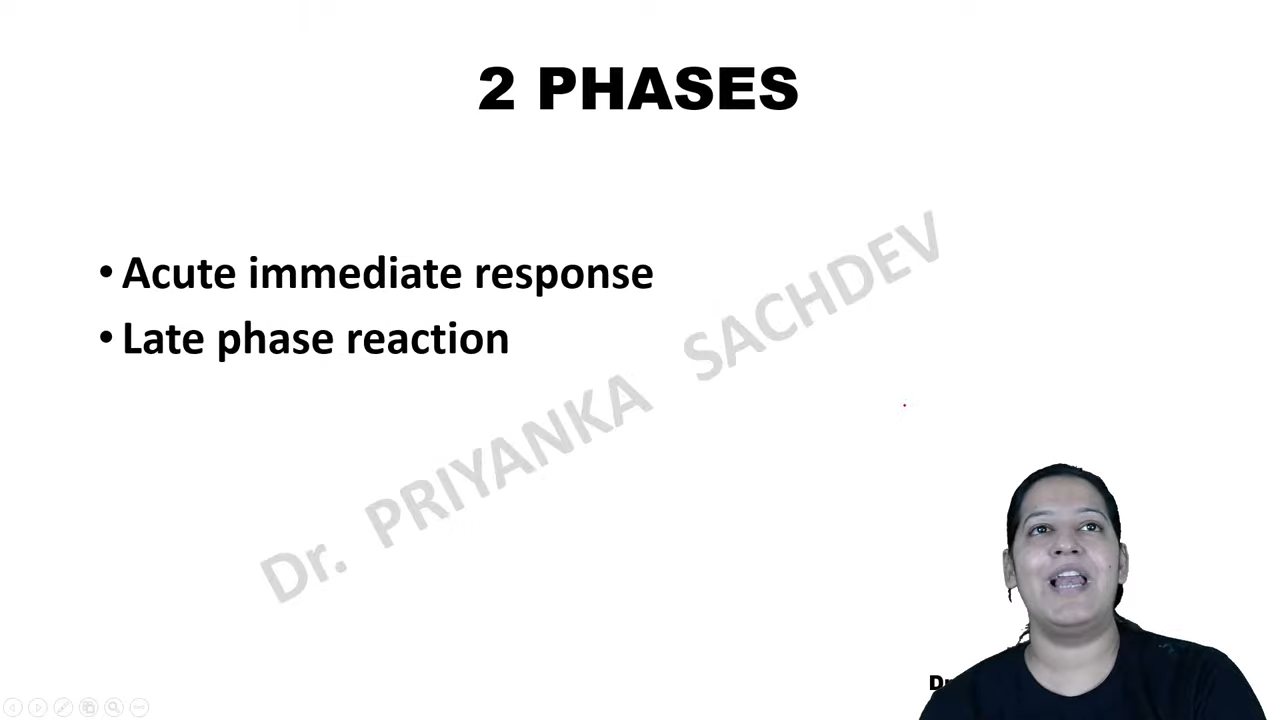 2 PHASES
• Acute immediate response
• Late phase reaction
Dr. PRIYANKA SACHDEV